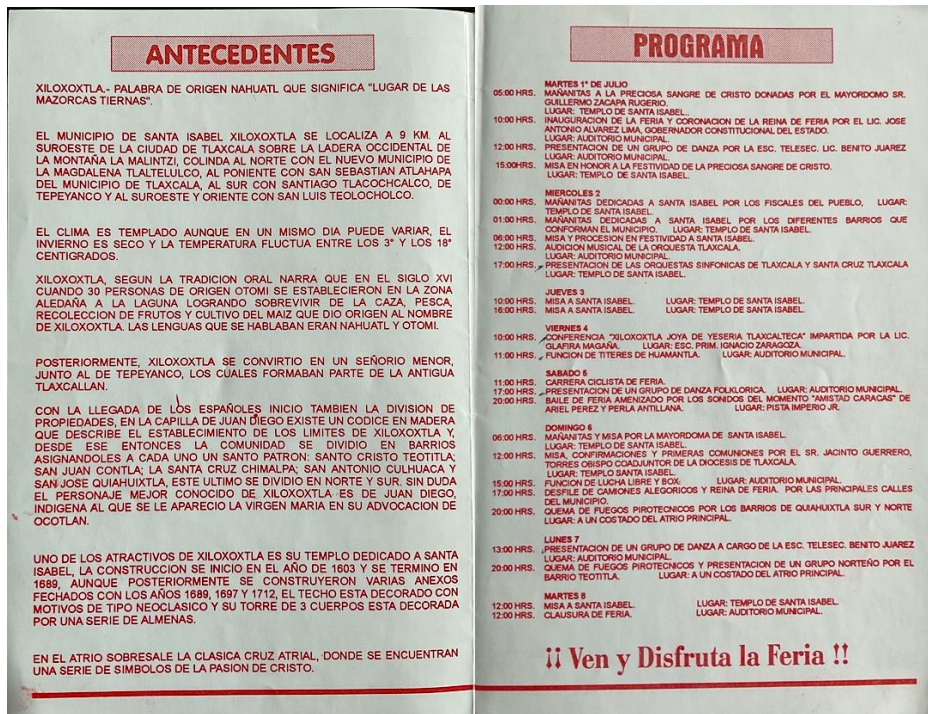 ANTECEDENTES
XILOXOXTLA.- PALABRA DE ORIGEN NAHUATL QUE SIGNIFICA "LUGAR DE LAS
MAZORCAS TIERNAS".
EL MUNICIPIO DE SANTA ISABEL XILOXOXTLA SE LOCALIZA A 9 KM. AL
SUROESTE DE LA CIUDAD DE TLAXCALA SOBRE LA LADERA OCCIDENTAL DE
LA MONTAÑA LA MALINTZI, COLINDA AL NORTE CON EL NUEVO MUNICIPIO DE
LA MAGDALENA TLALTELULCO, AL PONIENTE CON SAN SEBASTIAN ATLAHAPA
DEL MUNICIPIO DE TLAXCALA, AL SUR CON SANTIAGO TLACOCHCALCO, DE
TEPEYANCO Y AL SUROESTE Y ORIENTE CON SAN LUIS TEOLOCHOLCO.
EL CLIMA ES TEMPLADO AUNQUE EN UN MISMO DIA PUEDE VARIAR, EL
INVIERNO ES SECO Y LA TEMPERATURA FLUCTUA ENTRE LOS 3° Y LOS 18°
CENTIGRADOS.
XILOXOXTLA, SEGUN LA TRADICION ORAL NARRA QUE EN EL SIGLO XVI
CUANDO 30 PERSONAS DE ORIGEN OTOMI SE ESTABLECIERON EN LA ZONA
ALEDAÑA A LA LAGUNA LOGRANDO SOBREVIVIR DE LA CAZA, PESCA,
RECOLECCION DE FRUTOS Y CULTIVO DEL MAIZ QUE DIO ORIGEN AL NOMBRE
DE XILOXOXTLA. LAS LENGUAS QUE SE HABLABAN ERAN NAHUATL Y OTOMI.
POSTERIORMENTE, XILOXOXTLA SE CONVIRTIO EN UN SEÑORIO MENOR,
JUNTO AL DE TEPEYANCO, LOS CUALES FORMABAN PARTE DE LA ANTIGUA
TLAXCALLAN.
CON LA LLEGADA DE LOS ESPAÑOLES INICIO TAMBIEN LA DIVISION DE
PROPIEDADES, EN LA CAPILLA DE JUAN DIEGO EXISTE UN CODICE EN MADERA
QUE DESCRIBE EL ESTABLECIMIENTO DE LOS LIMITES DE XILOXOXTLA Y,
DESDE ESE ENTONCES LA COMUNIDAD SE DIVIDIO EN BARRIOS
ASIGNANDOLES A CADA UNO UN SANTO PATRON: SANTO CRISTO TEOTITLA;
SAN JUAN CONTLA; LA SANTA CRUZ CHIMALPA; SAN ANTONIO CULHUACA Y
SAN JOSE QUIAHUIXTLA, ESTE ULTIMO SE DIVIDIO EN NORTE Y SUR. SIN DUDA
EL PERSONAJE MEJOR CONOCIDO DE XILOXOXTLA ES DE JUAN DIEGO,
INDIGENA AL QUE SE LE APARECIO LA VIRGEN MARIA EN SU ADVOCACION DE
OCOTLAN.
UNO DE LOS ATRACTIVOS DE XILOXOXTLA ES SU TEMPLO DEDICADO A SANTA
ISABEL, LA CONSTRUCCION SE INICIO EN EL AÑO DE 1603 Y SE TERMINO EN
1689, AUNQUE POSTERIORMENTE SE CONSTRUYERON VARIAS ANEXOS
FECHADOS CON LOS AÑOS 1689, 1697 Y 1712, EL TECHO ESTA DECORADO CON
MOTIVOS DE TIPO NEOCLASICO Y SU TORRE DE 3 CUERPOS ESTA DECORADA
POR UNA SERIE DE ALMENAS.
EN EL ATRIO SOBRESALE LA CLASICA CRUZ ATRIAL, DONDE SE ENCUENTRAN
UNA SERIE DE SIMBOLOS DE LA PASION DE CRISTO.
PROGRAMA
MARTES 1° DE JULIO
05:00 HRS. MAÑANITAS A LA PRECIOSA SANGRE DE CRISTO DONADAS POR EL MAYORDOMO SR.
GUILLERMO ZACAPA RUGERIO.
LUGAR: TEMPLO DE SANTA ISABEL.
10:00 HRS. INAUGURACION DE LA FERIA Y CORONACION DE LA REINA DE FERIA POR EL LIC. JOSE
ANTONIO ALVAREZ LIMA, GOBERNADOR CONSTITUCIONAL DEL ESTADO.
LUGAR: AUDITORIO MUNICIPAL.
12:00 HRS. PRESENTACION DE UN GRUPO DE DANZA POR LA ESC. TELESEC. LIC. BENITO JUAREZ
LUGAR: AUDITORIO MUNICIPAL.
15:00HRS. MISA EN HONOR A LA FESTIVIDAD DE LA PRECIOSA SANGRE DE CRISTO.
LUGAR: TEMPLO DE SANTA ISABEL.
MIERCOLES 2
00:00 HRS. MAÑANITAS DEDICADAS A SANTA ISABEL POR LOS FISCALES DEL PUEBLO, LUGAR:
TEMPLO DE SANTA ISABEL.
01:00 HRS. MAÑANITAS DEDICADAS A SANTA ISABEL POR LOS DIFERENTES BARRIOS QUE
CONFORMAN EL MUNICIPIO. LUGAR: TEMPLO DE SANTA ISABEL.
06:00 HRS. MISA Y PROCESION EN FESTIVIDAD A SANTA ISABEL.
12:00 HRS. AUDICION MUSICAL DE LA ORQUESTA TLAXCALA.
LUGAR: AUDITORIO MUNICIPAL.
17:00 HRS. PRESENTACION DE LAS ORQUESTAS SINFONICAS DE TLAXCALA Y SANTA CRUZ TLAXCALA
LUGAR: TEMPLO DE SANTA ISABEL.
JUEVES 3
10:00 HRS. MISA A SANTA ISABEL. LUGAR: TEMPLO DE SANTA ISABEL.
16:00 HRS. MISA A SANTA ISABEL. LUGAR: TEMPLO DE SANTA ISABEL.
VIERNES 4
10:00 HRS. CONFERENCIA "XILOXOXTLA JOYA DE YESERIA TLAXCALTECA" IMPARTIDA POR LA LIC.
GLAFIRA MAGAÑA. LUGAR: ESC. PRIM. IGNACIO ZARAGOZA.
11:00 HRS. FUNCION DE TITERES DE HUAMANTLA. LUGAR: AUDITORIO MUNICIPAL.
SABADO 5
11:00 HRS. CARRERA CICLISTA DE FERIA.
17:00 HRS. PRESENTACION DE UN GRUPO DE DANZA FOLKLORICA. LUGAR: AUDITORIO MUNICIPAL.
20:00 HRS. BAILE DE FERIA AMENIZADO POR LOS SONIDOS DEL MOMENTO "AMISTAD CARACAS" DE
ARIEL PEREZ Y PERLA ANTILLANA. LUGAR: PISTA IMPERIO JR.
DOMINGO 6
06:00 HRS. MAÑANITAS Y MISA POR LA MAYORDOMA DE SANTA ISABEL.
LUGAR: TEMPLO DE SANTA ISABEL.
12:00 HRS. MISA, CONFIRMACIONES Y PRIMERAS COMUNIONES POR EL SR. JACINTO GUERRERO,
TORRES OBISPO COADJUNTOR DE LA DIOCESIS DE TLAXCALA.
LUGAR: TEMPLO SANTA ISABEL.
15:00 HRS. FUNCION DE LUCHA LIBRE Y BOX: LUGAR: AUDITORIO MUNICIPAL.
17:00 HRS. DESFILE DE CAMIONES ALEGORICOS Y REINA DE FERIA. POR LAS PRINCIPALES CALLES
DEL MUNICIPIO.
20:00 HRS. QUEMA DE FUEGOS PIROTECNICOS POR LOS BARRIOS DE QUIAHUIXTLA SUR Y NORTE
LUGAR: A UN COSTADO DEL ATRIO PRINCIPAL.
LUNES 7
13:00 HRS. PRESENTACION DE UN GRUPO DE DANZA A CARGO DE LA ESC. TELESEC. BENITO JUAREZ
LUGAR: AUDITORIO MUNICIPAL.
20:00 HRS. QUEMA DE FUEGOS PIROTECNICOS Y PRESENTACION DE UN GRUPO NORTEÑO POR EL
BARRIO TEOTITLA. LUGAR: A UN COSTADO DEL ATRIO PRINCIPAL.
MARTES 8
12:00 HRS. MISA A SANTA ISABEL. LUGAR: TEMPLO DE SANTA ISABEL.
12:00 HRS. CLAUSURA DE FERIA. LUGAR: AUDITORIO MUNICIPAL.
¡¡ Ven y Disfruta la Feria !!